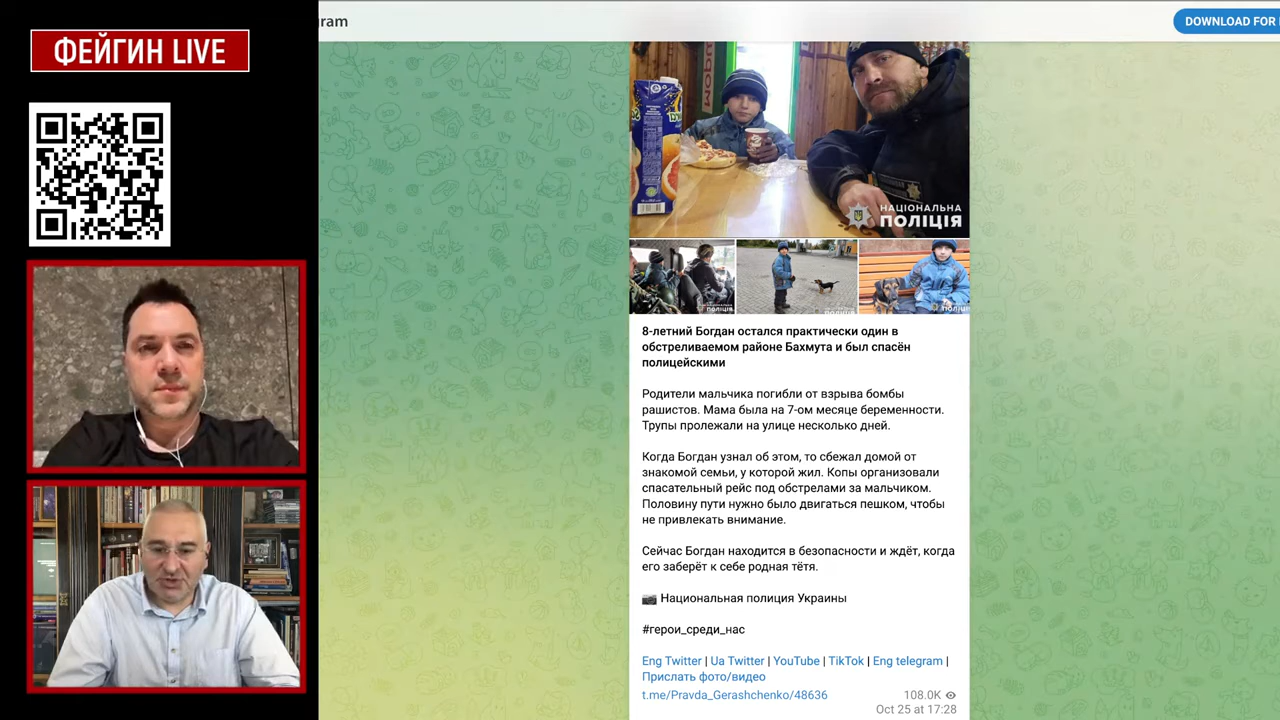 ФЕЙГИН LIVE
ram
DOWNLOAD FOR
НАЦІОНАЛЬНА
ПОЛІЦІЯ
8-летний Богдан остался практически один в
обстреливаемом районе Бахмута и был спасён
полицейскими
Родители мальчика погибли от взрыва бомбы
рашистов. Мама была на 7-ом месяце беременности.
Трупы пролежали на улице несколько дней.
Когда Богдан узнал об этом, то сбежал домой от
знакомой семьи, у которой жил. Копы организовали
спасательный рейс под обстрелами за мальчиком.
Половину пути нужно было двигаться пешком, чтобы
не привлекать внимание.
Сейчас Богдан находится в безопасности и ждёт, когда
его заберёт к себе родная тётя.
📸 Национальная полиция Украины
#герои_среди_нас
Eng Twitter | Ua Twitter | YouTube | TikTok | Eng telegram |
Прислать фото/видео
t.me/Pravda_Gerashchenko/48636
108.0K
Oct 25 at 17:28